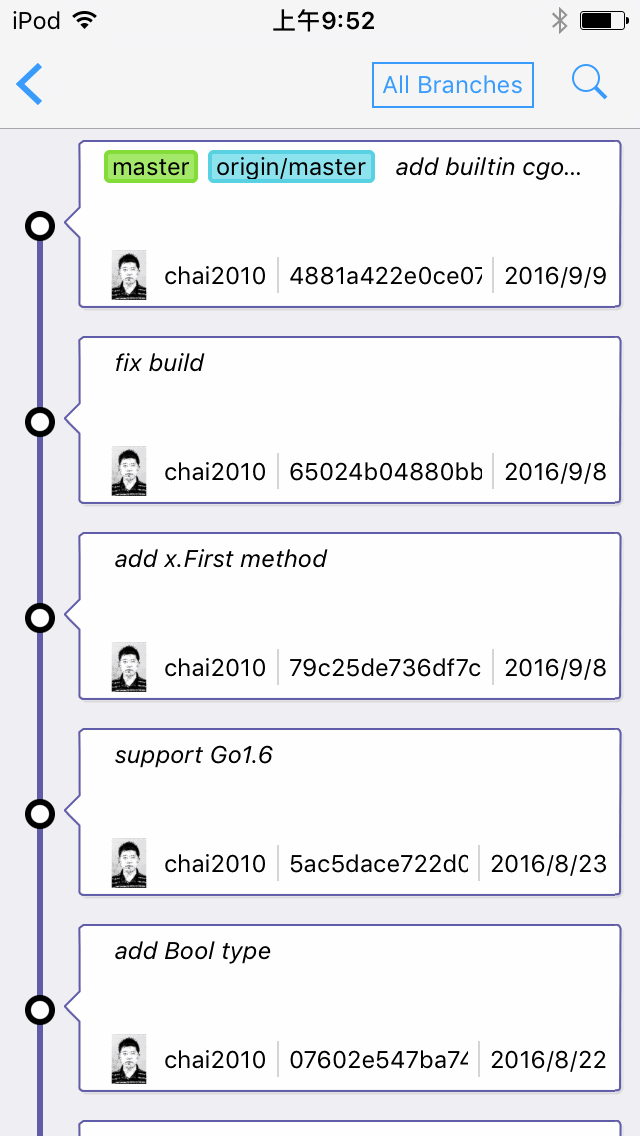 iPod 上午9:52
All Branches
master origin/master add builtin cgo...
chai2010 4881a422e0ce07 2016/9/9
fix build
chai2010 65024b04880bb 2016/9/8
add x.First method
chai2010 79c25de736df7c 2016/9/8
support Go1.6
chai2010 5ac5dace722d0 2016/8/23
add Bool type
chai2010 07602e547ba74 2016/8/22